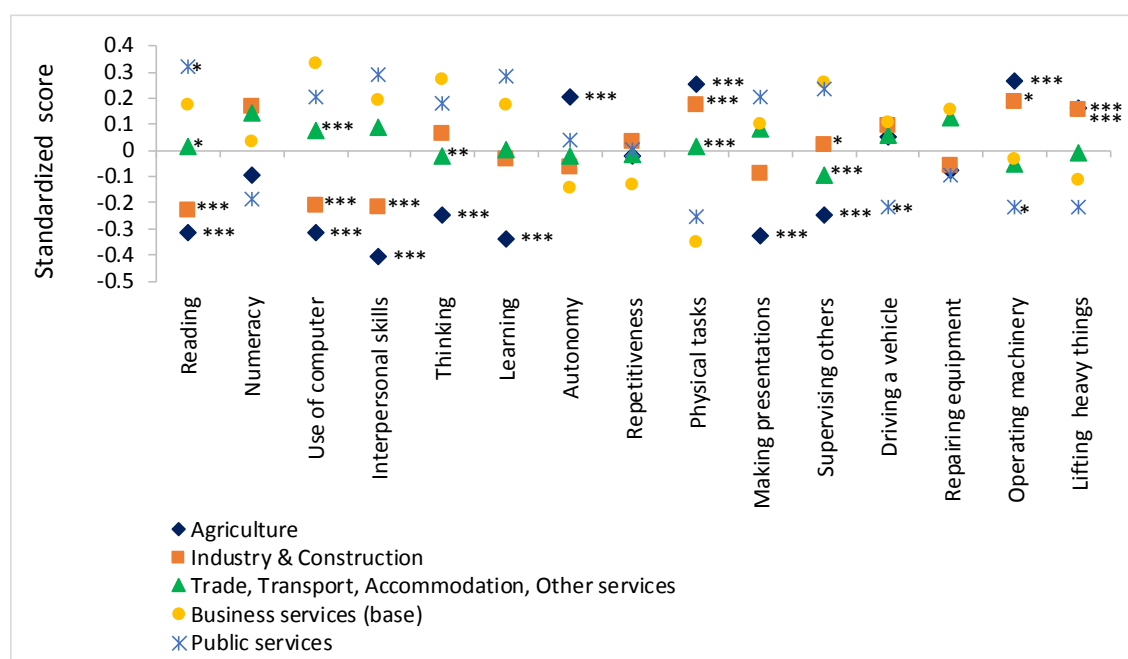 Standardized score
0.4
0.3
0.2
0.1
0
-0.1
-0.2
-0.3
-0.4
-0.5
*
*
***
***
***
***
***
***
***
**
***
***
***
***
***
***
***
*
***
***
**
***
*
*
***
***
Reading
Numeracy
Use of computer
Interpersonal skills
Thinking
Learning
Autonomy
Repetitiveness
Physical tasks
Making presentations
Supervising others
Driving a vehicle
Repairing equipment
Operating machinery
Lifting heavy things
Agriculture
Industry & Construction
Trade, Transport, Accommodation, Other services
Business services (base)
Public services